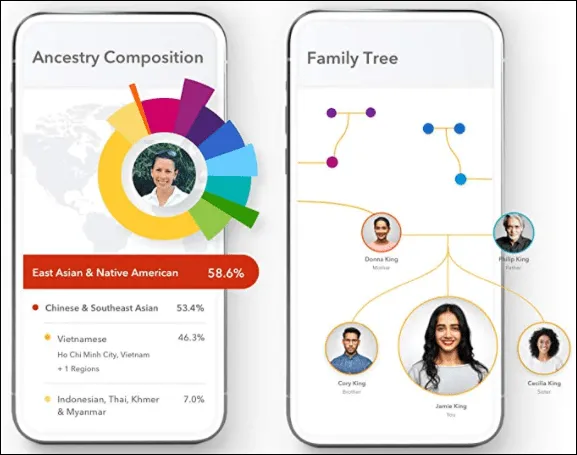 Ancestry Composition
East Asian & Native American 58.6%
Chinese & Southeast Asian 53.4%
Vietnamese 46.3%
Ho Chi Minh City, Vietnam
+ 1 Regions
Indonesian, Thai, Khmer 7.0%
& Myanmar
Family Tree
Donna King
Mother
Philip King
Father
Cory King
Brother
Jamie King
You
Cecilia King
Sister